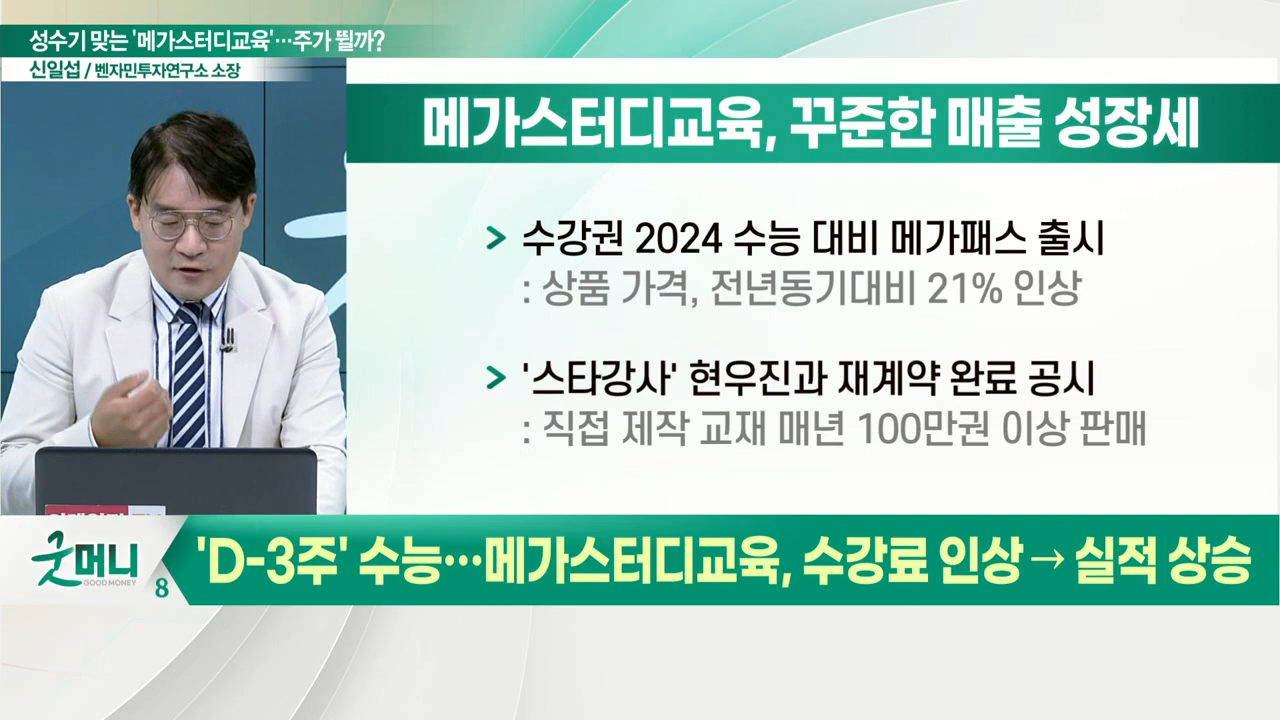 성수기 맞는 '메가스터디교육'…주가 뛸까?
신일섭 / 벤자민투자연구소 소장
메가스터디교육, 꾸준한 매출 성장세
> 수강권 2024 수능 대비 메가패스 출시
: 상품 가격, 전년동기대비 21% 인상
> '스타강사' 현우진과 재계약 완료 공시
: 직접 제작 교재 매년 100만권 이상 판매
굿머니
GOOD MONEY
8
'D-3주' 수능…메가스터디교육, 수강료 인상→실적 상승